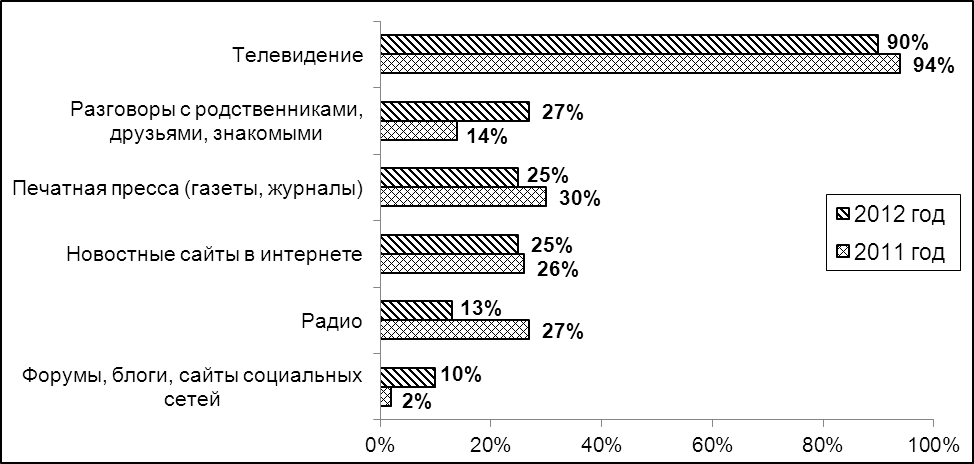 Телевидение
90%
94%
Разговоры с родственниками,
друзьями, знакомыми
27%
14%
Печатная пресса (газеты, журналы)
25%
30%
Новостные сайты в интернете
25%
26%
Радио
13%
27%
Форумы, блоги, сайты социальных
сетей
10%
2%
2012 год
2011 год
0% 20% 40% 60% 80% 100%